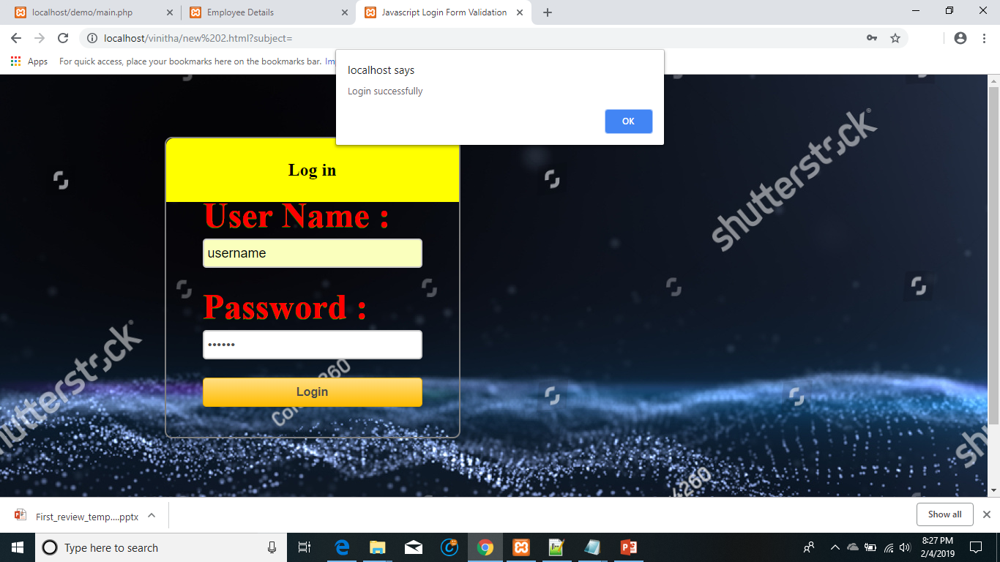 localhost/demo/main.php
Employee Details
Javascript Login Form Validation
localhost/vinitha/new%202.html?subject=
Apps
For quick access, place your bookmarks here on the bookmarks bar. Im
localhost says
Login successfully
OK
Log in
User Name :
username
Password :
••••••
Login
shutterstock
shutterstock
First_review_temp....pptx
Show all
Type here to search
8:27 PM
2/4/2019